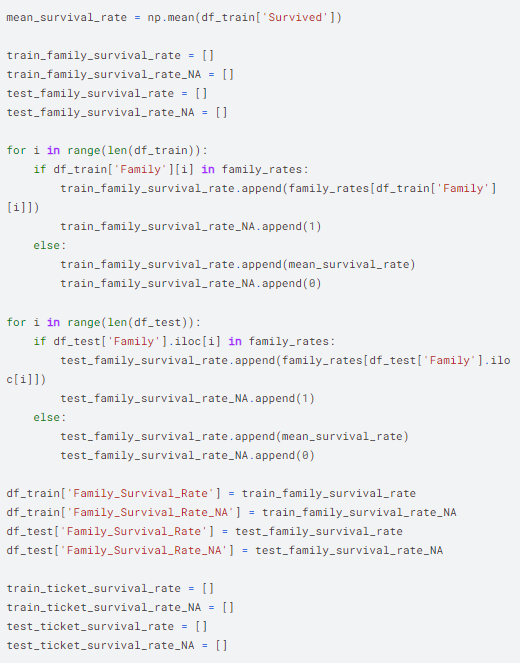 mean_survival_rate = np.mean(df_train['Survived'])

train_family_survival_rate = []
train_family_survival_rate_NA = []
test_family_survival_rate = []
test_family_survival_rate_NA = []

for i in range(len(df_train)):
    if df_train['Family'][i] in family_rates:
        train_family_survival_rate.append(family_rates[df_train['Family']
[i]])
        train_family_survival_rate_NA.append(1)
    else:
        train_family_survival_rate.append(mean_survival_rate)
        train_family_survival_rate_NA.append(0)

for i in range(len(df_test)):
    if df_test['Family'].iloc[i] in family_rates:
        test_family_survival_rate.append(family_rates[df_test['Family'].ilo
c[i]])
        test_family_survival_rate_NA.append(1)
    else:
        test_family_survival_rate.append(mean_survival_rate)
        test_family_survival_rate_NA.append(0)

df_train['Family_Survival_Rate'] = train_family_survival_rate
df_train['Family_Survival_Rate_NA'] = train_family_survival_rate_NA
df_test['Family_Survival_Rate'] = test_family_survival_rate
df_test['Family_Survival_Rate_NA'] = test_family_survival_rate_NA

train_ticket_survival_rate = []
train_ticket_survival_rate_NA = []
test_ticket_survival_rate = []
test_ticket_survival_rate_NA = []